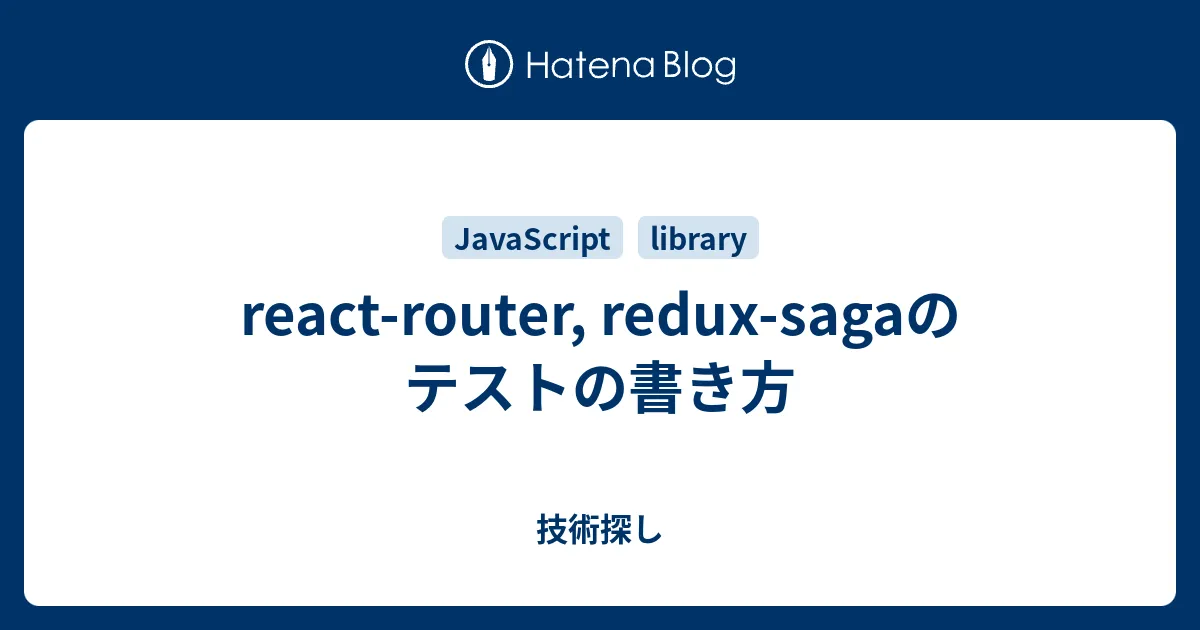 Hatena Blog
JavaScript library
react-router, redux-sagaの
テストの書き方
技術探し